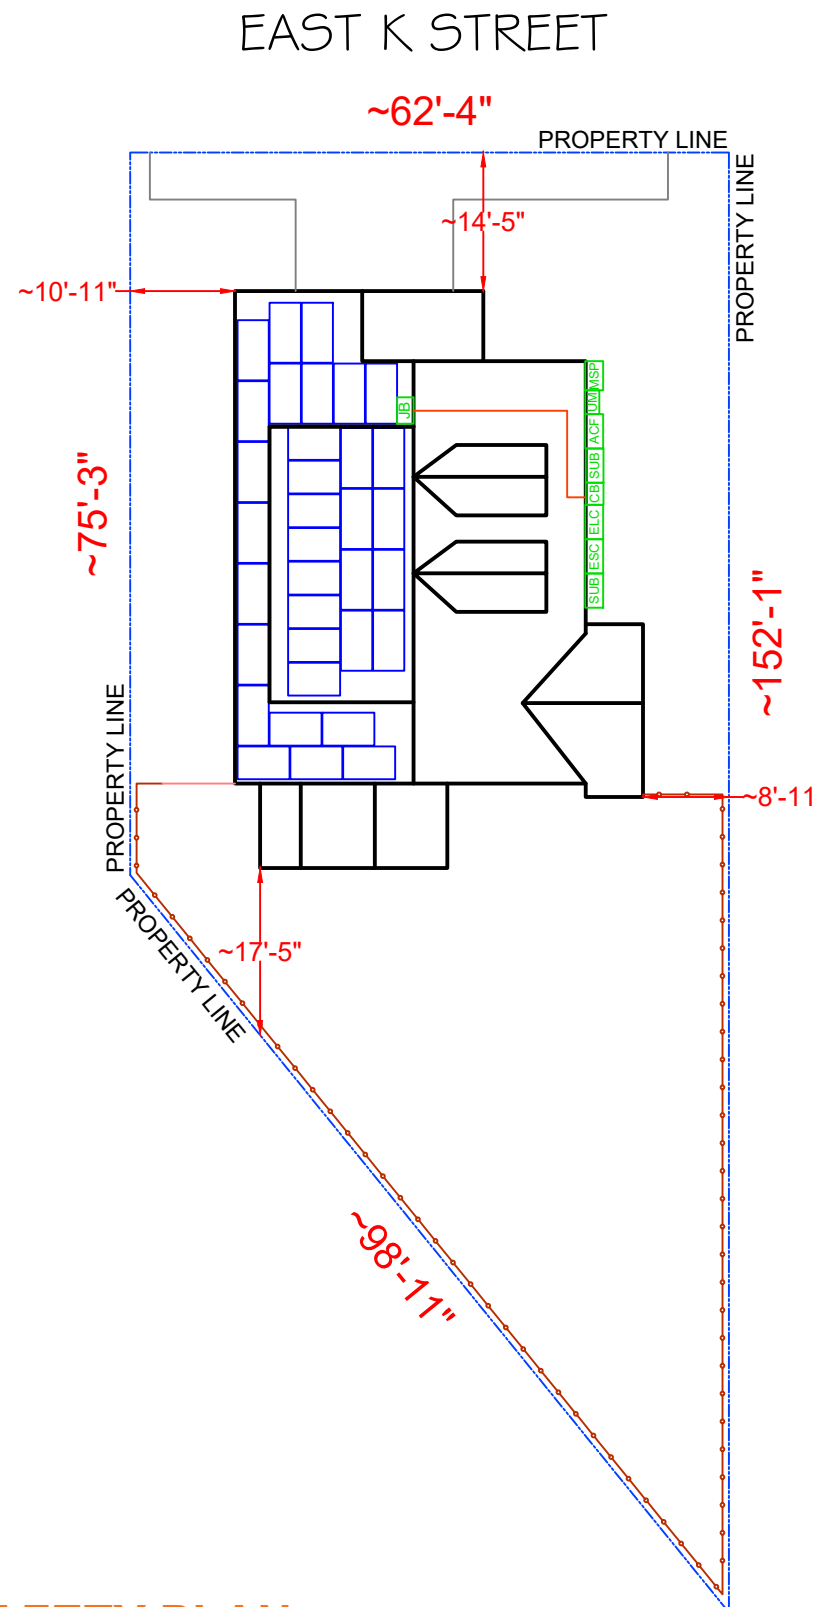 EAST K STREET
~62'-4"
PROPERTY LINE
PROPERTY LINE
~14'-5"
~10'-11"
MSP
UM
JB
ACF
SUB
CB
ELC
ESC
SUB
~75'-3"
~152'-1"
PROPERTY LINE
~8'-11
PROPERTY LINE
~17'-5"
~98'-11"